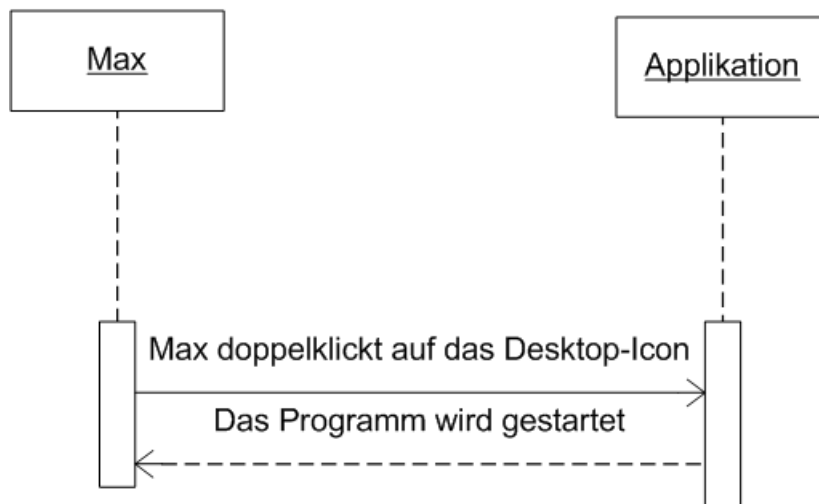 Max
Applikation
Max doppelklickt auf das Desktop-Icon
Das Programm wird gestartet